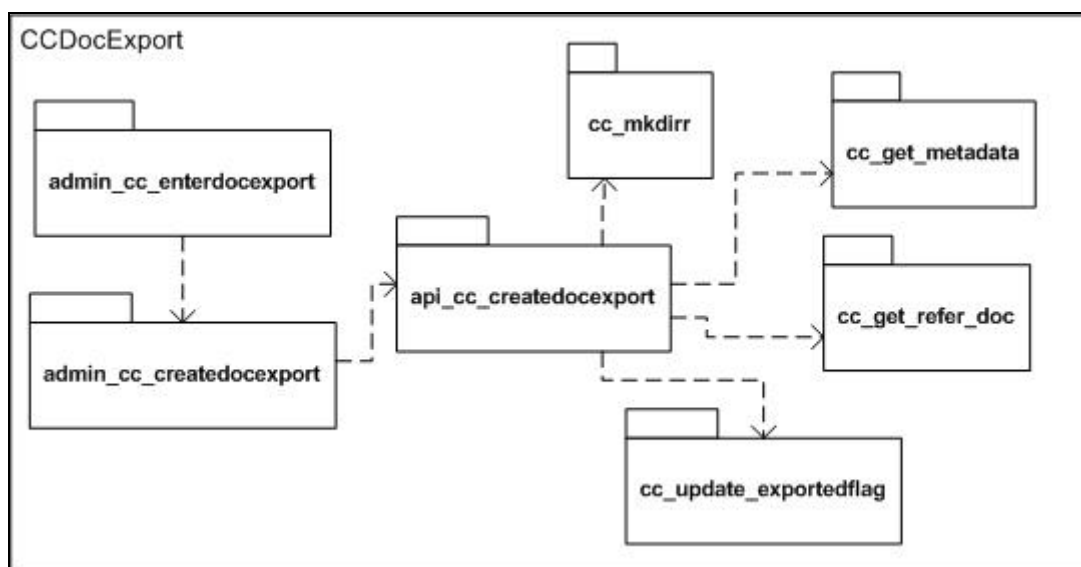 CCDocExport
cc_mkdirr
cc_get_metadata
admin_cc_enterdocexport
api_cc_createdocexport
cc_get_refer_doc
admin_cc_createdocexport
cc_update_exportedflag